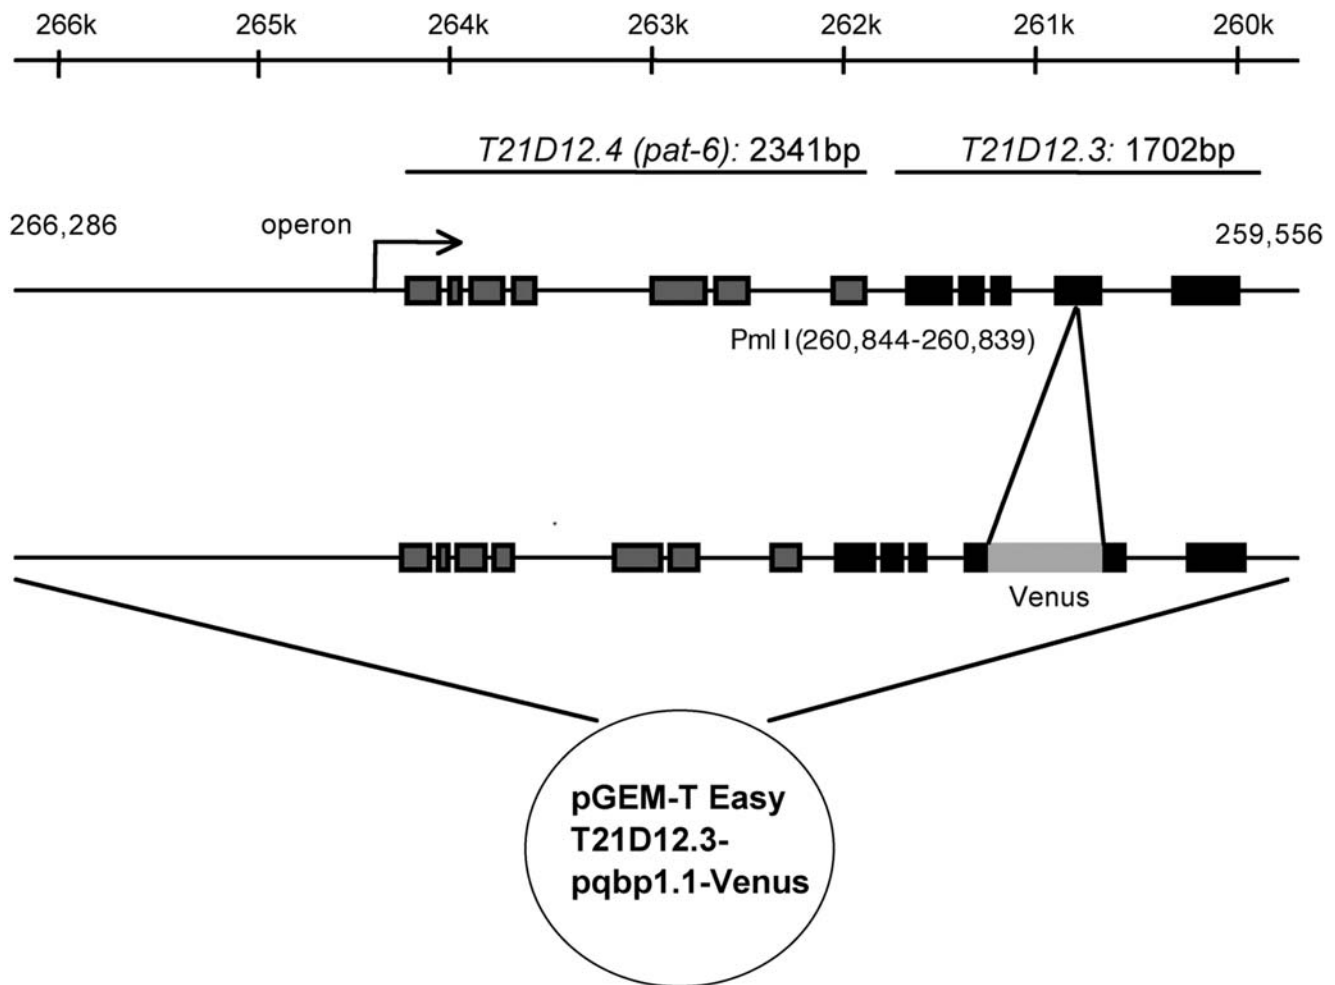 266k 265k 264k 263k 262k 261k 260k
T21D12.4 (pat-6): 2341bp T21D12.3: 1702bp
266,286 operon 259,556
Pml I (260,844-260,839)
Venus
pGEM-T Easy
T21D12.3-
pqbp1.1-Venus